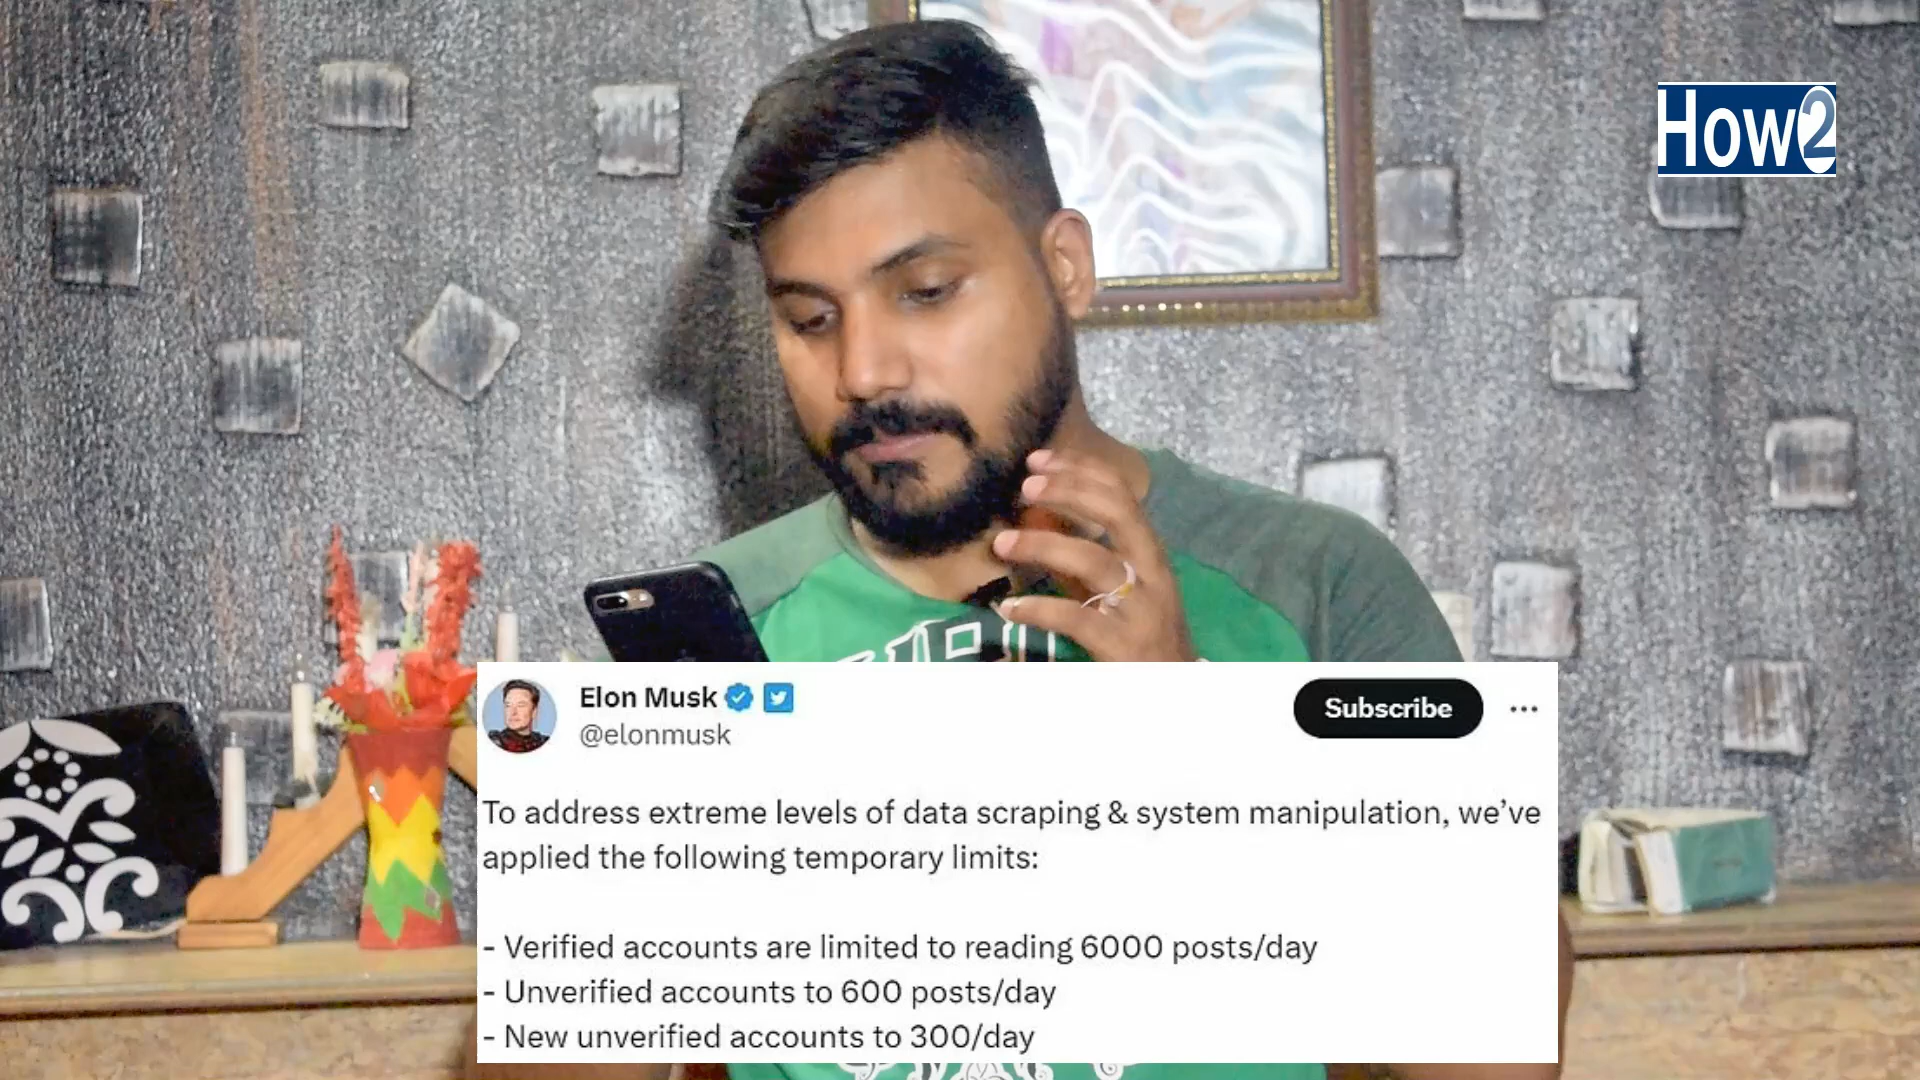 How2
Elon Musk
Subscribe
@elonmusk
To address extreme levels of data scraping & system manipulation, we’ve
applied the following temporary limits:
- Verified accounts are limited to reading 6000 posts/day
- Unverified accounts to 600 posts/day
- New unverified accounts to 300/day